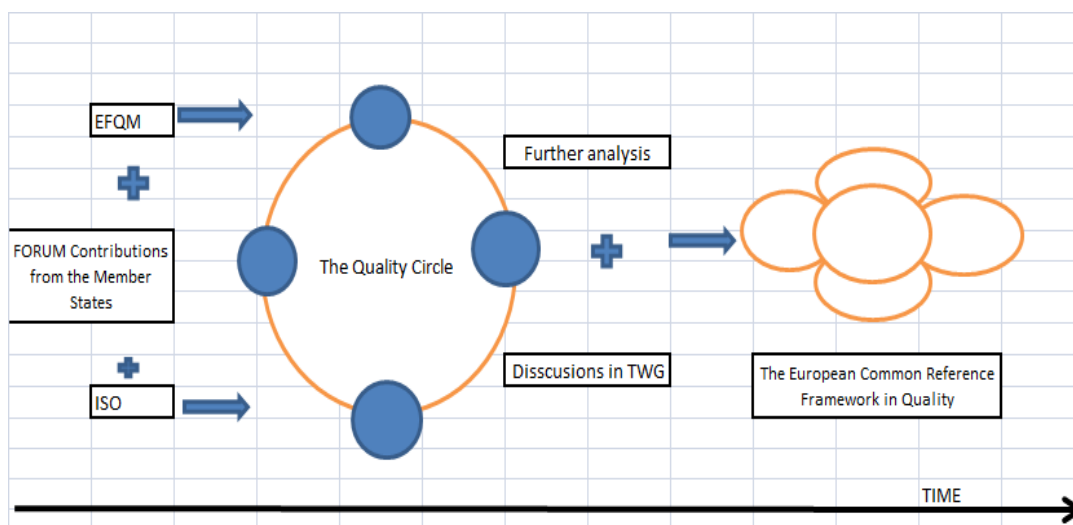 EFQM
FORUM Contributions
from the Member
States
ISO
The Quality Circle
Further analysis
Disscusions in TWG
The European Common Reference
Framework in Quality
TIME